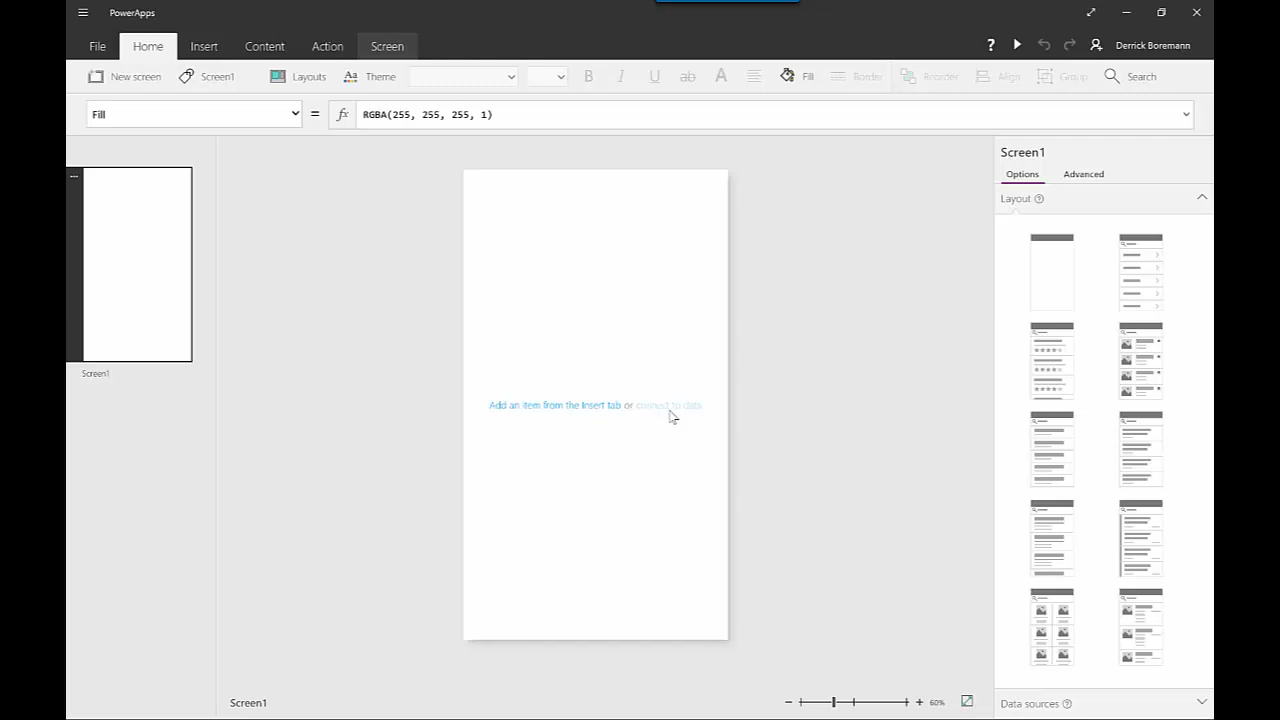 PowerApps
File Home Insert Content Action Screen
? Derrick Boremann
New screen Screen1 Layouts Theme B I U ab A Fill Border Reorder Align Group Search
Fill = fx RGBA(255, 255, 255, 1)
Screen1
Options Advanced
Layout
Add an item from the Insert tab or connect to data
Screen1
Screen1
60%
Data sources